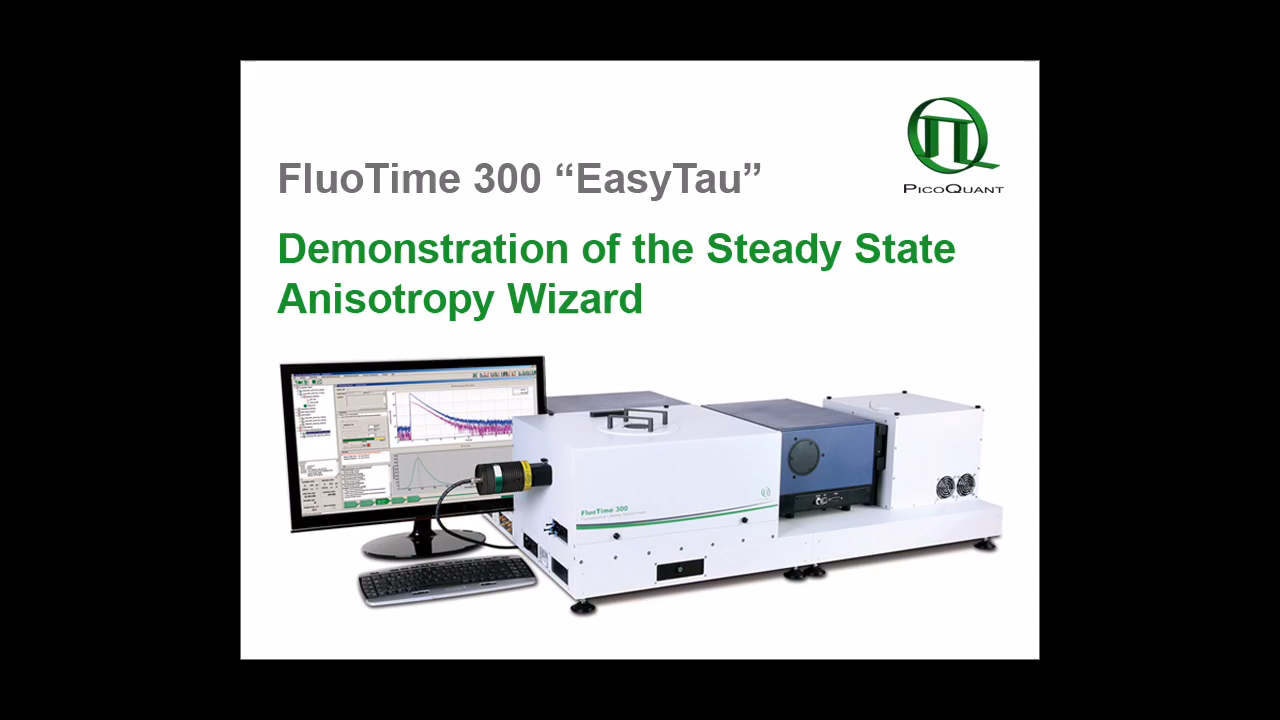 FluoTime 300 “EasyTau”
PICOQUANT
Demonstration of the Steady State
Anisotropy Wizard
FluoTime 300